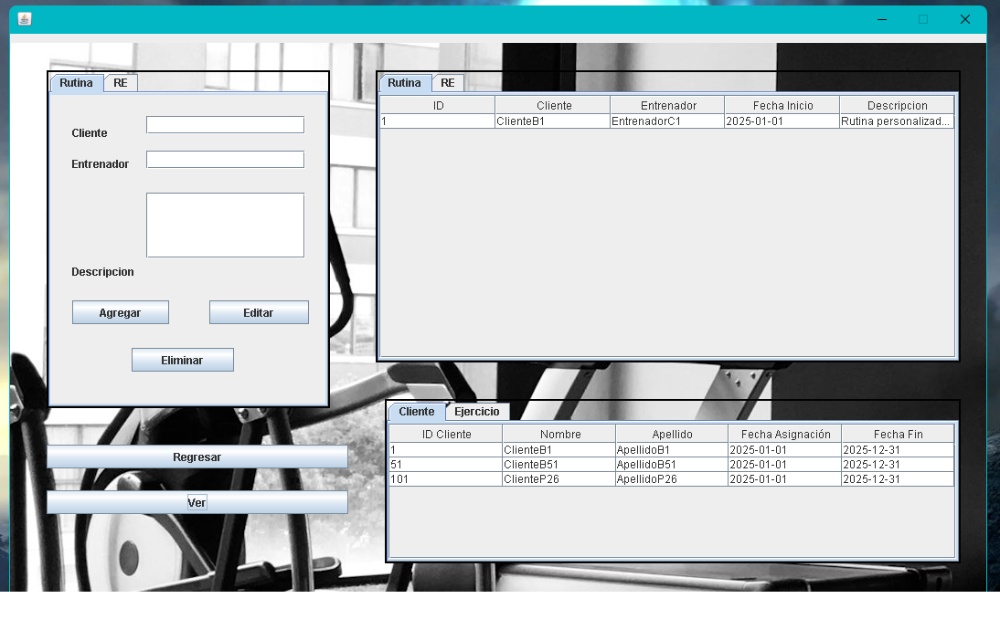 Rutina RE
Cliente
Entrenador
Descripcion
Agregar Editar
Eliminar
Regresar
Ver
Rutina RE
ID Cliente Entrenador Fecha Inicio Descripcion
1 ClienteB1 EntrenadorC1 2025-01-01 Rutina personalizad...
Cliente Ejercicio
ID Cliente Nombre Apellido Fecha Asignación Fecha Fin
1 ClienteB1 ApellidoB1 2025-01-01 2025-12-31
51 ClienteB51 ApellidoB51 2025-01-01 2025-12-31
101 ClienteP26 ApellidoP26 2025-01-01 2025-12-31